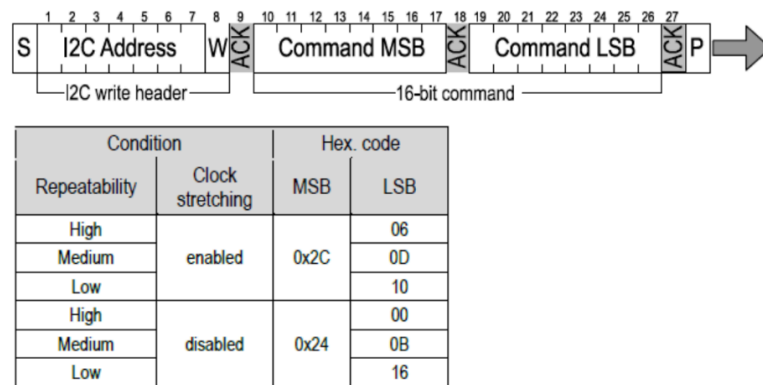 1 2 3 4 5 6 7 8 9 10 11 12 13 14 15 16 17 18 19 20 21 22 23 24 25 26 27
S I2C Address W ACK Command MSB ACK Command LSB ACK P
I2C write header 16-bit command
Condition Hex. code
Repeatability Clock stretching MSB LSB
High 06
Medium enabled 0x2C 0D
Low 10
High 00
Medium disabled 0x24 0B
Low 16